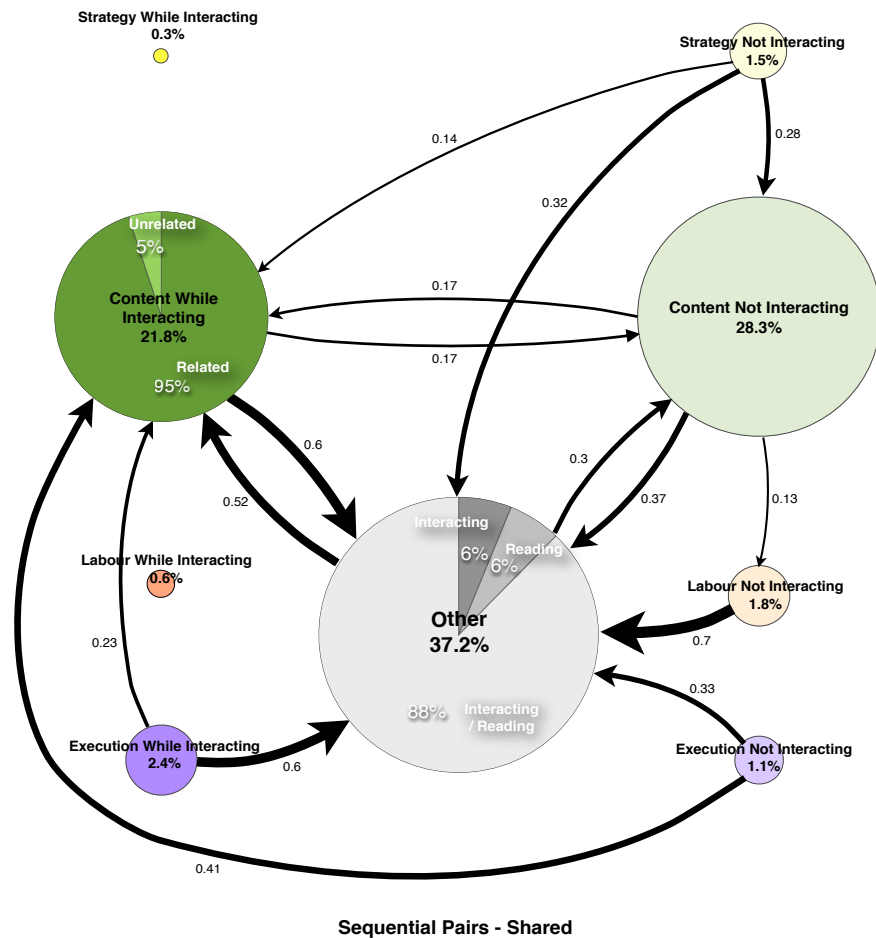 Strategy While Interacting
0.3%
Strategy Not Interacting
1.5%
0.14
0.28
0.32
Unrelated
5%
Content While
Interacting
21.8%
Related
95%
0.17
0.17
Content Not Interacting
28.3%
0.6
0.52
0.3
0.37
0.13
Interacting
6%
Reading
6%
Labour While Interacting
0.6%
Labour Not Interacting
1.8%
Other
37.2%
0.7
0.23
0.33
88%
Interacting
/ Reading
Execution While Interacting
2.4%
0.6
Execution Not Interacting
1.1%
0.41
Sequential Pairs - Shared